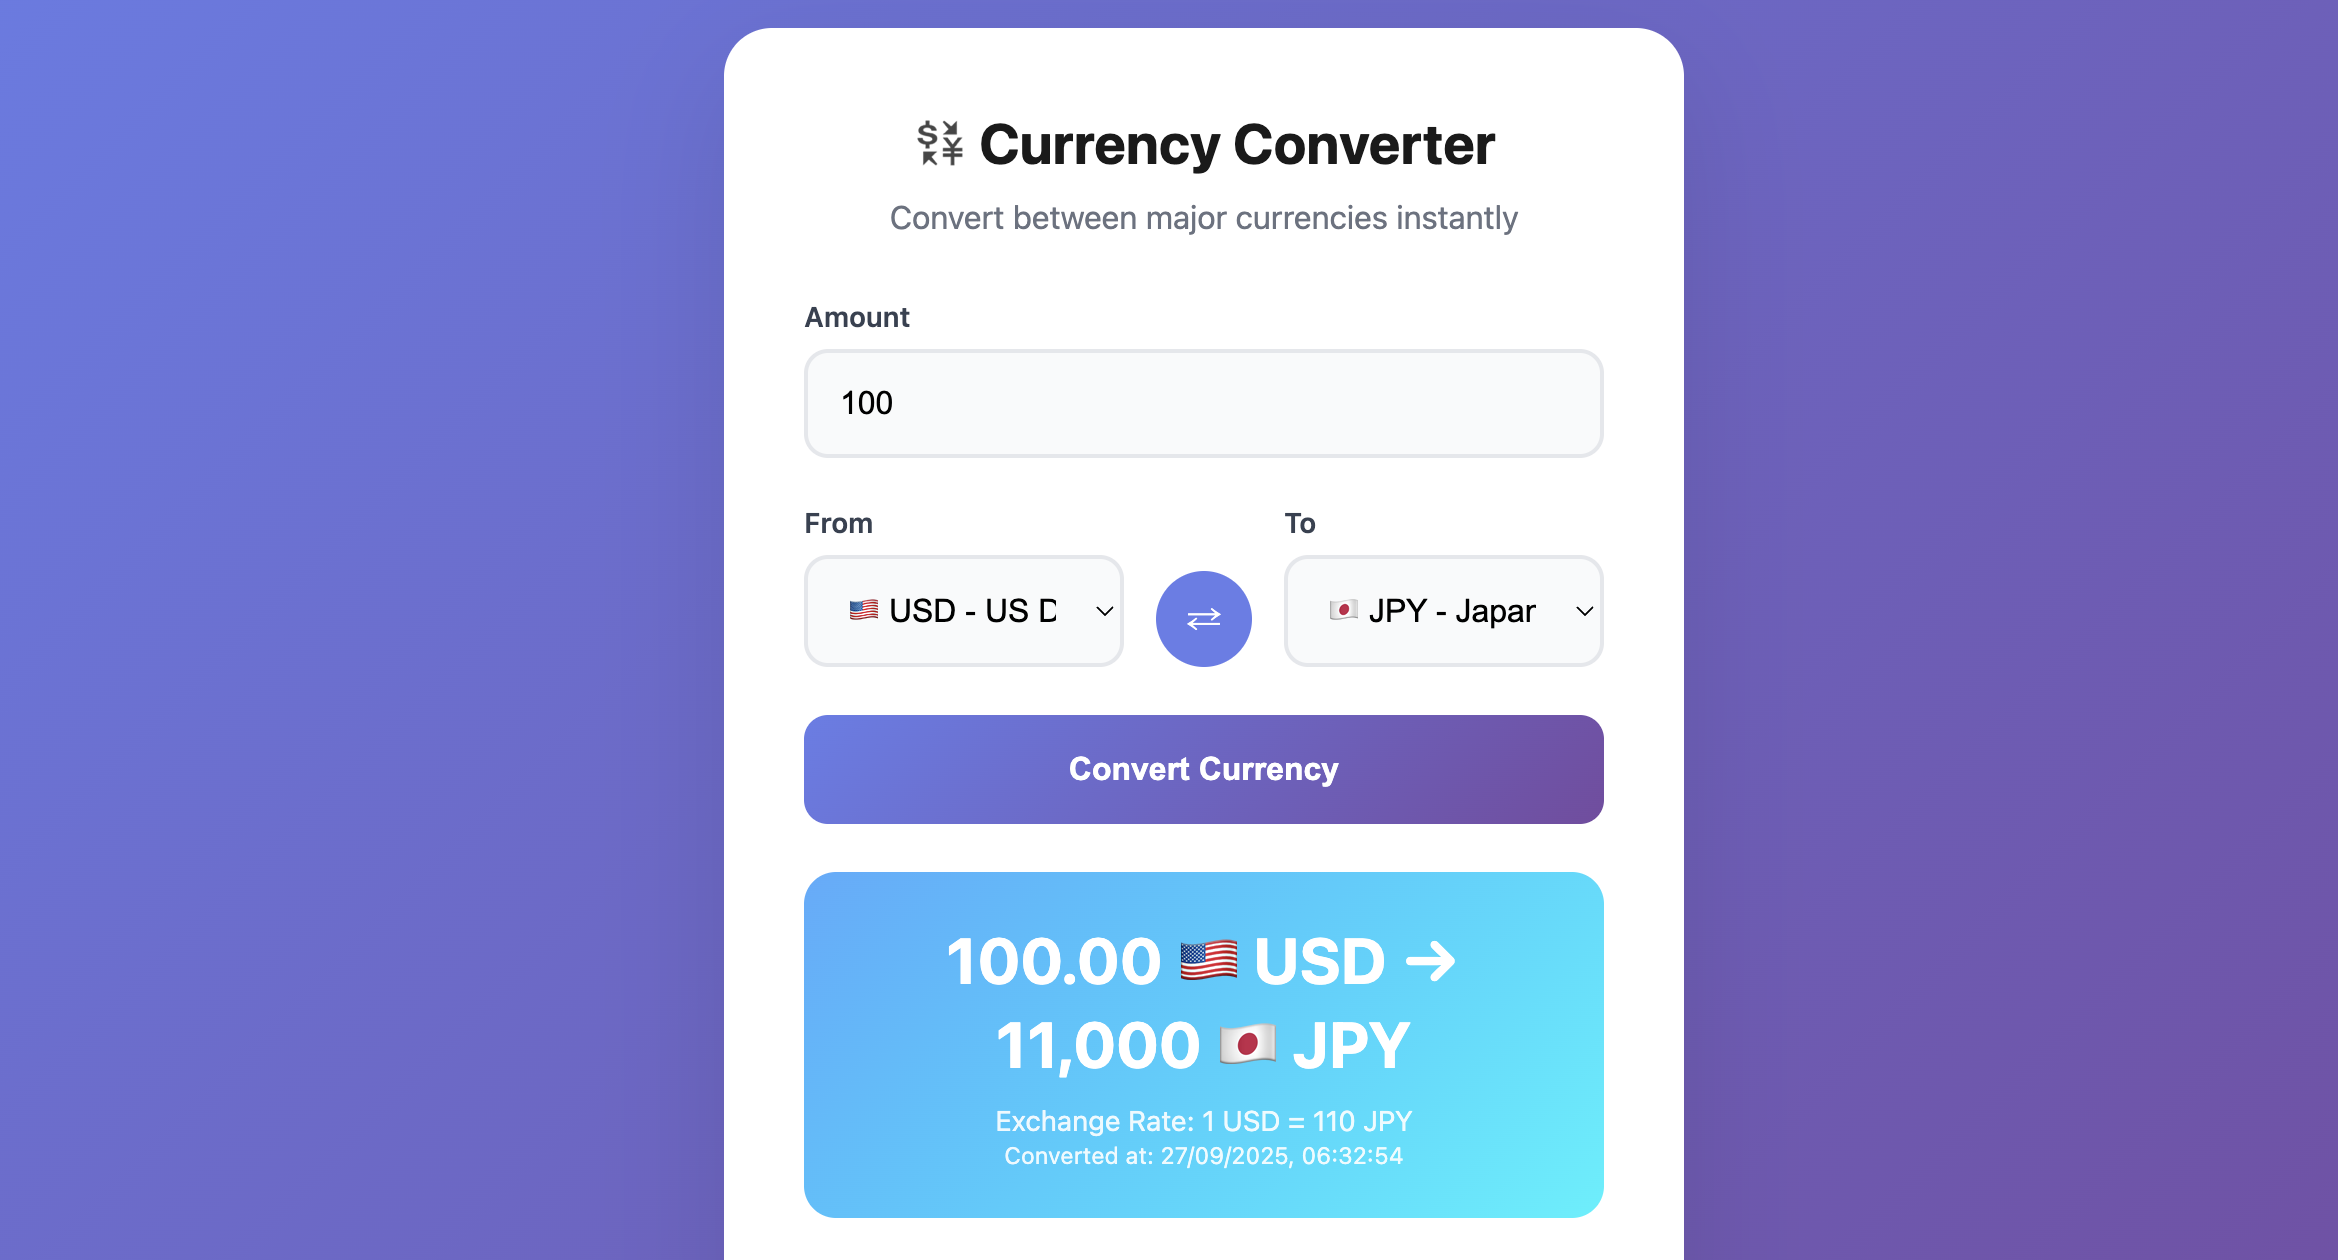 Currency Converter
Convert between major currencies instantly
Amount
100
From
To
USD - US D
JPY - Japan
Convert Currency
100.00 USD →
11,000 JPY
Exchange Rate: 1 USD = 110 JPY
Converted at: 27/09/2025, 06:32:54